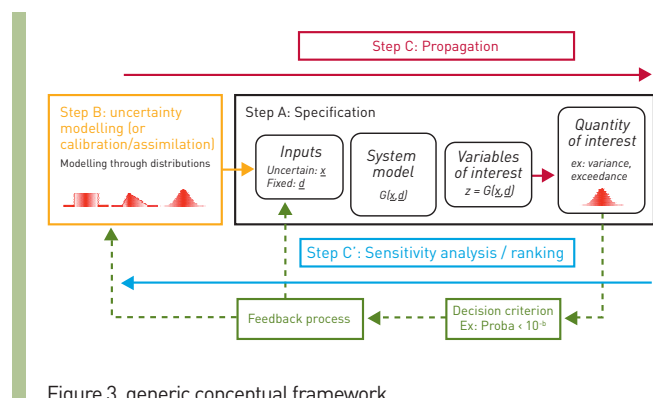 Step C: Propagation
Step B: uncertainty
modelling (or
calibration/assimilation)
Modelling through distributions
Step A: Specification
Inputs
Uncertain: x
Fixed: d
System
model
G(x,d)
Variables
of interest
z = G(x,d)
Quantity
of interest
ex: variance,
exceedance
Step C’: Sensitivity analysis / ranking
Feedback process
Decision criterion
Ex: Proba < 10⁻ᵇ
Figure 3 generic conceptual framework